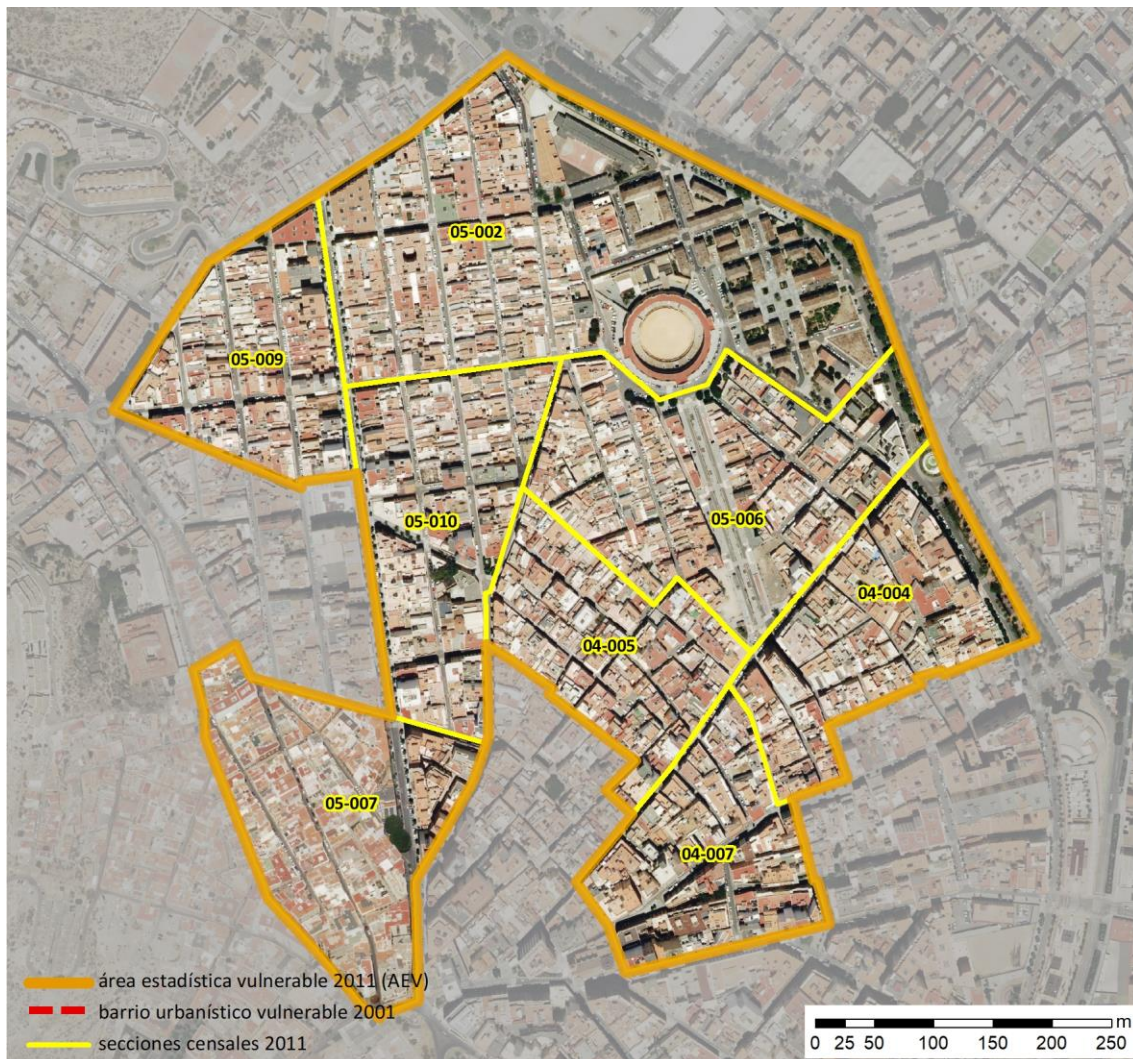 05-002
05-009
05-010
05-006
04-004
04-005
05-007
04-007
área estadística vulnerable 2011 (AEV)
barrio urbanístico vulnerable 2001
secciones censales 2011
m
0 25 50 100 150 200 250